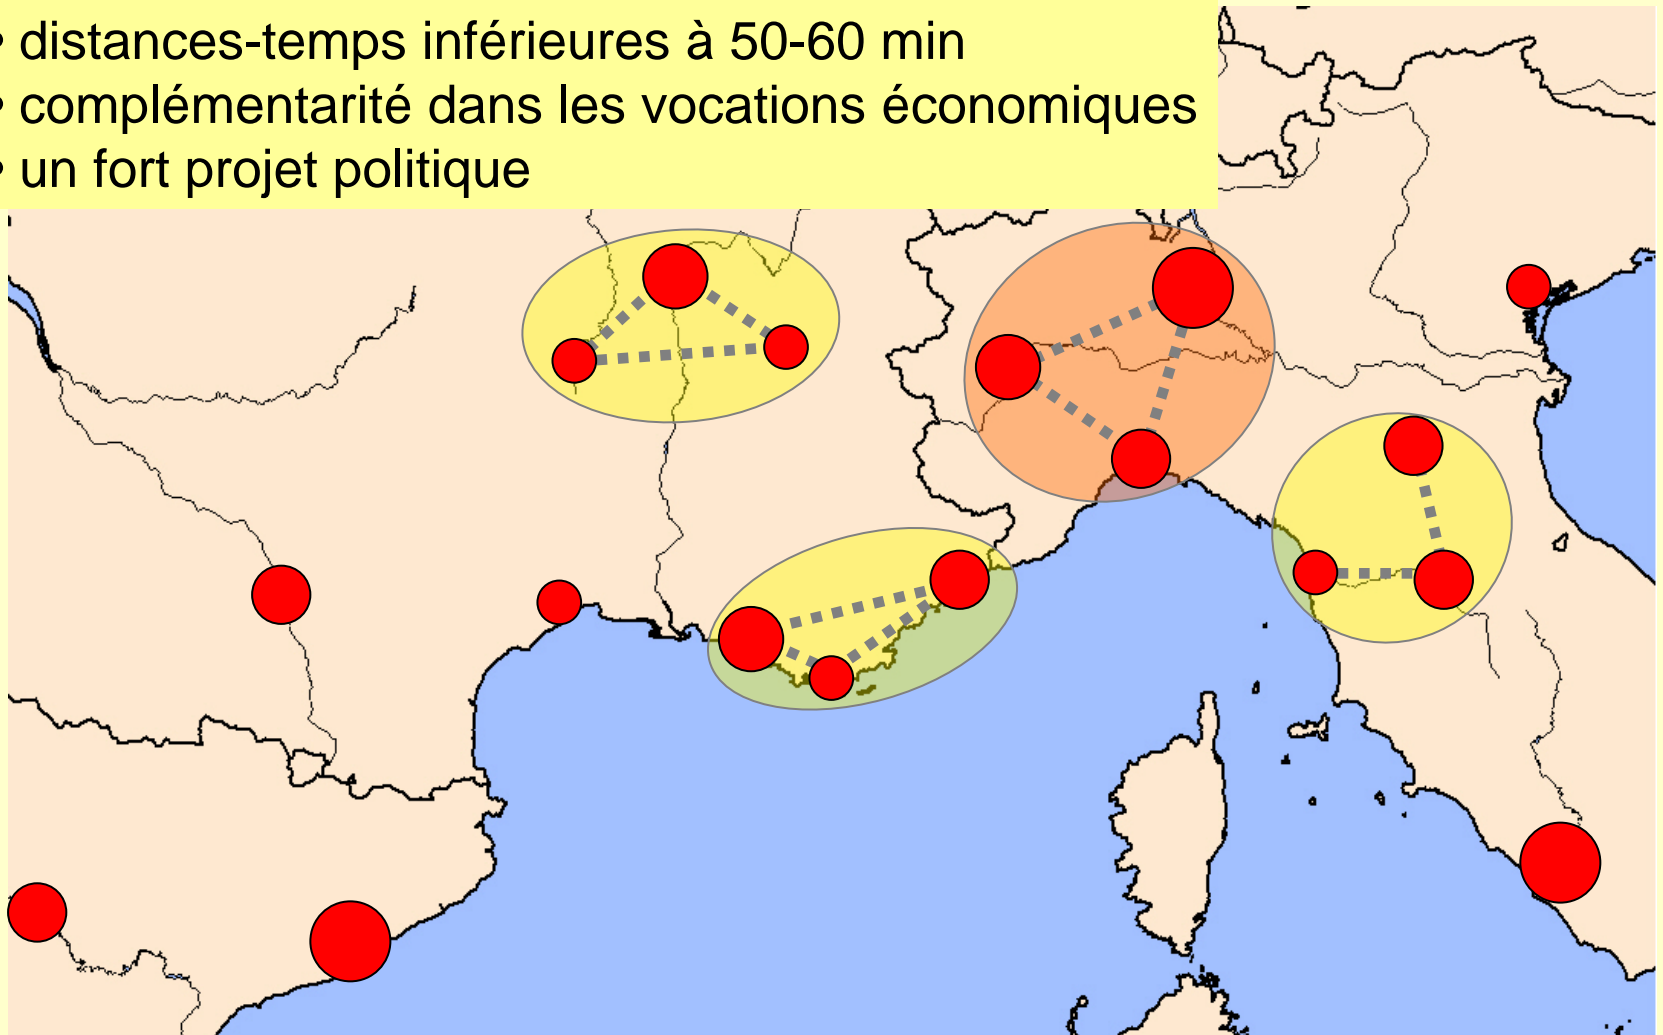 • distances-temps inférieures à 50-60 min
• complémentarité dans les vocations économiques
• un fort projet politique